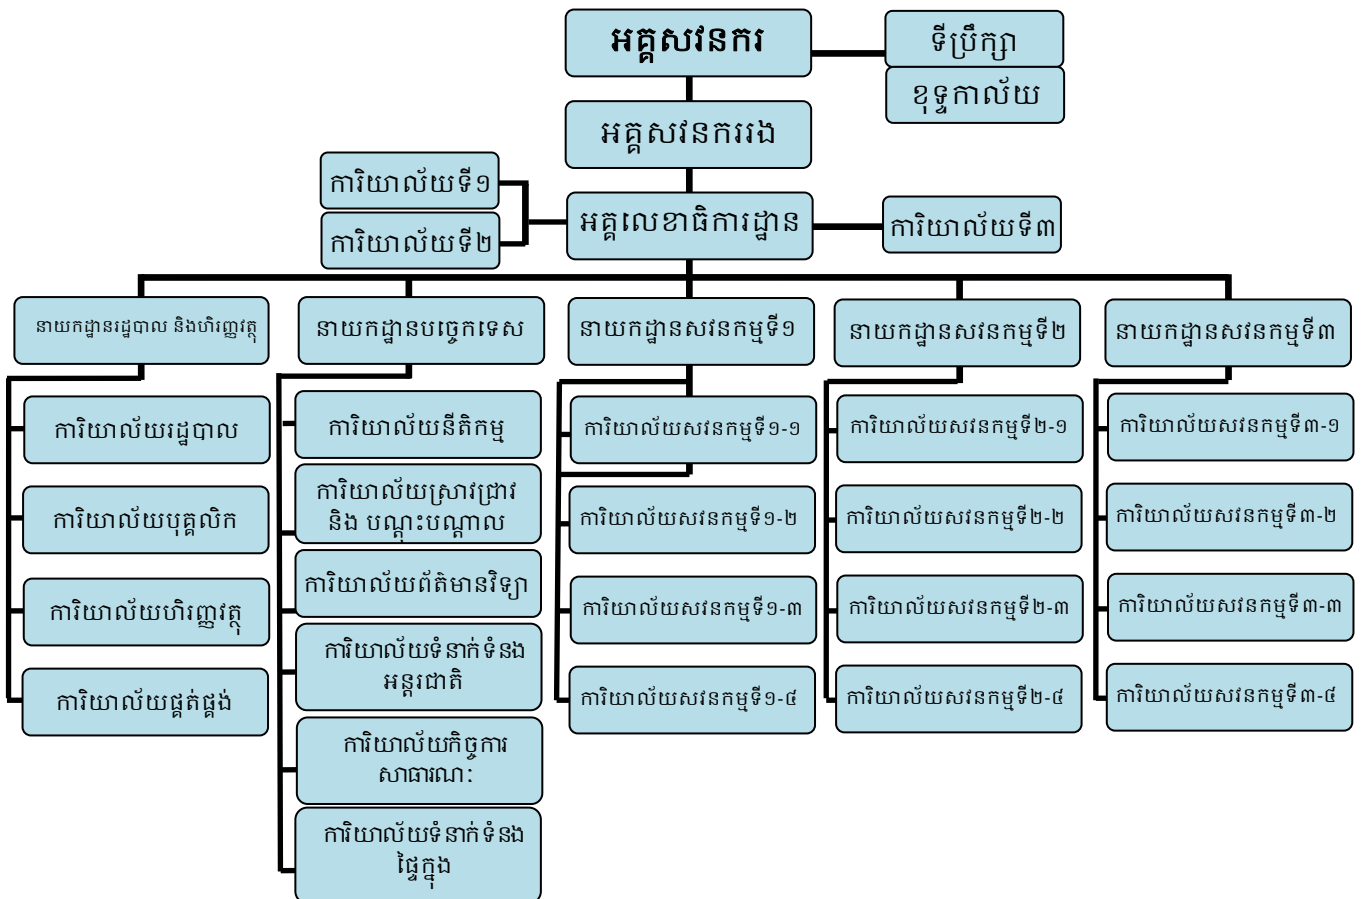 អគ្គសវនករ
ទីប្រឹក្សា
ខុទ្ទកាល័យ
អគ្គសវនកររង
ការិយាល័យទី១
ការិយាល័យទី២
អគ្គលេខាធិការដ្ឋាន
ការិយាល័យទី៣
នាយកដ្ឋានរដ្ឋបាល និងហិរញ្ញវត្ថុ
នាយកដ្ឋានបច្ចេកទេស
នាយកដ្ឋានសវនកម្មទី១
នាយកដ្ឋានសវនកម្មទី២
នាយកដ្ឋានសវនកម្មទី៣
ការិយាល័យរដ្ឋបាល
ការិយាល័យបុគ្គលិក
ការិយាល័យហិរញ្ញវត្ថុ
ការិយាល័យផ្គត់ផ្គង់
ការិយាល័យនីតិកម្ម
ការិយាល័យស្រាវជ្រាវ
និង បណ្តុះបណ្តាល
ការិយាល័យព័ត៌មានវិទ្យា
ការិយាល័យទំនាក់ទំនង
អន្តរជាតិ
ការិយាល័យកិច្ចការ
សាធារណៈ
ការិយាល័យទំនាក់ទំនង
ផ្ទៃក្នុង
ការិយាល័យសវនកម្មទី១-១
ការិយាល័យសវនកម្មទី១-២
ការិយាល័យសវនកម្មទី១-៣
ការិយាល័យសវនកម្មទី១-៤
ការិយាល័យសវនកម្មទី២-១
ការិយាល័យសវនកម្មទី២-២
ការិយាល័យសវនកម្មទី២-៣
ការិយាល័យសវនកម្មទី២-៤
ការិយាល័យសវនកម្មទី៣-១
ការិយាល័យសវនកម្មទី៣-២
ការិយាល័យសវនកម្មទី៣-៣
ការិយាល័យសវនកម្មទី៣-៤